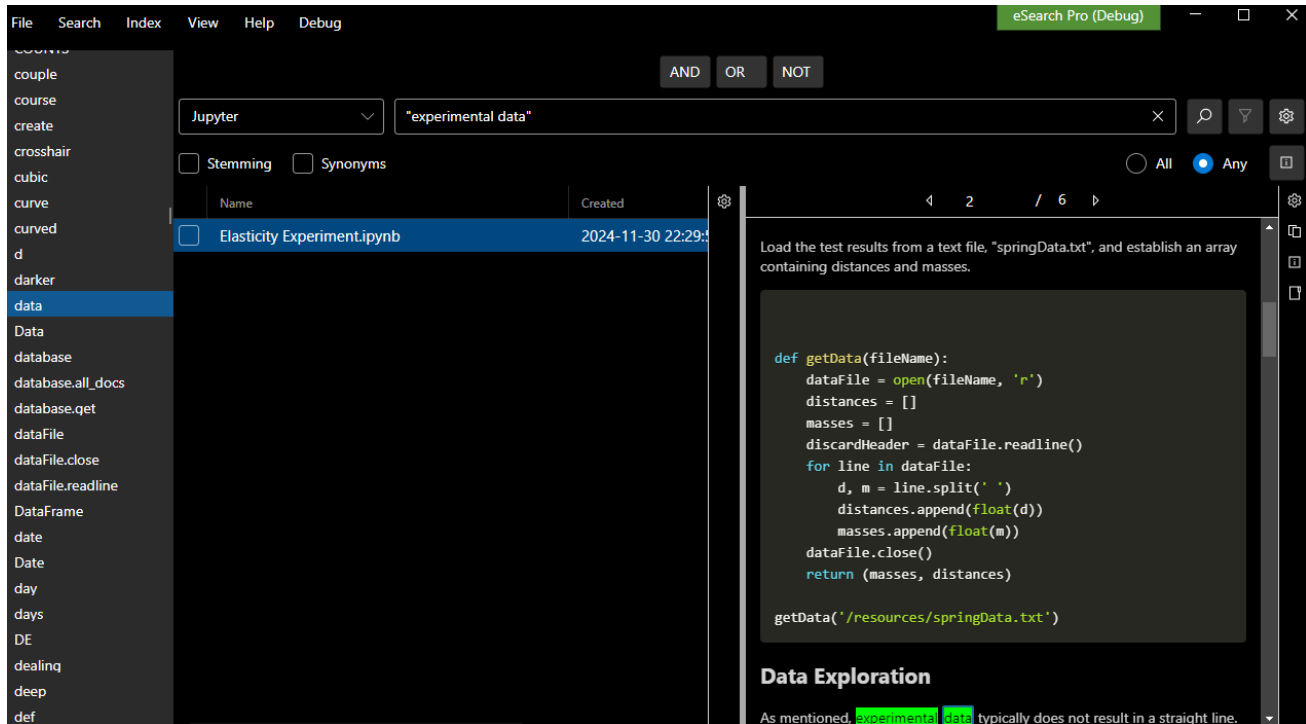 File Search Index View Help Debug eSearch Pro (Debug)
COUNTS
couple
course
create
crosshair
cubic
curve
curved
d
darker
data
Data
database
database.all_docs
database.get
dataFile
dataFile.close
dataFile.readline
DataFrame
date
Date
day
days
DE
dealing
deep
def
AND OR NOT
Jupyter "experimental data"
Stemming Synonyms All Any
Name Created
Elasticity Experiment.ipynb 2024-11-30 22:29:5
2 / 6
Load the test results from a text file, "springData.txt", and establish an array
containing distances and masses.
def getData(fileName):
    dataFile = open(fileName, 'r')
    distances = []
    masses = []
    discardHeader = dataFile.readline()
    for line in dataFile:
        d, m = line.split(' ')
        distances.append(float(d))
        masses.append(float(m))
    dataFile.close()
    return (masses, distances)
getData('/resources/springData.txt')
Data Exploration
As mentioned, experimental data typically does not result in a straight line.